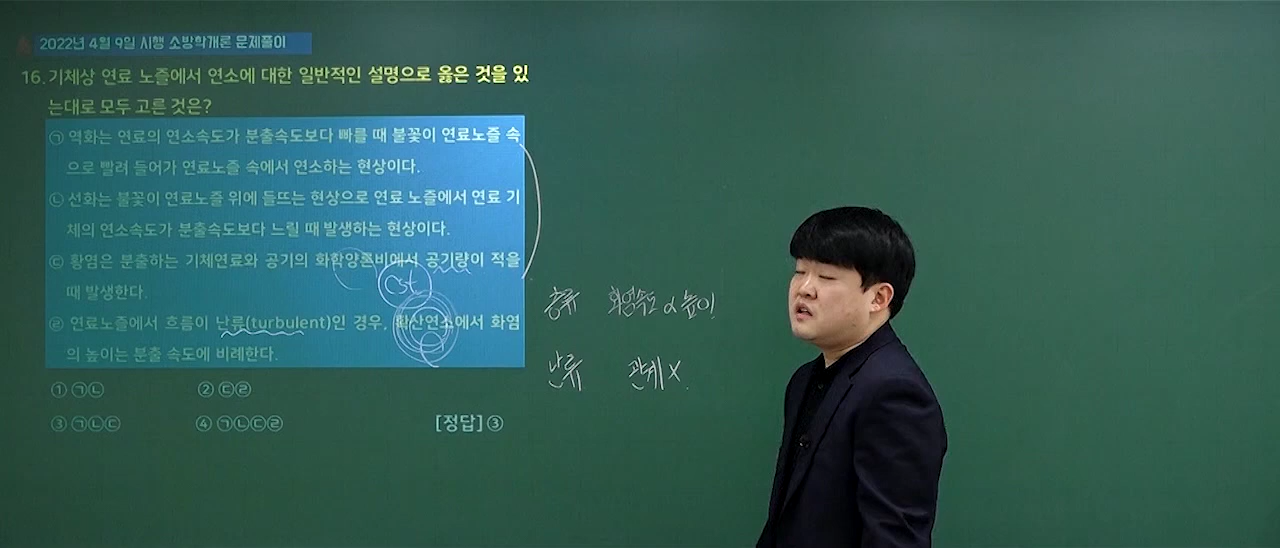 2022년 4월 9일 시행 소방학개론 문제풀이
16. 기체상 연료 노즐에서 연소에 대한 일반적인 설명으로 옳은 것을 있
는대로 모두 고른 것은?
㉠ 역화는 연료의 연소속도가 분출속도보다 빠를 때 불꽃이 연료노즐 속
으로 빨려 들어가 연료노즐 속에서 연소하는 현상이다.
㉡ 선화는 불꽃이 연료노즐 위에 들뜨는 현상으로 연료 노즐에서 연료 기
체의 연소속도가 분출속도보다 느릴 때 발생하는 현상이다.
㉢ 황염은 분출하는 기체연료와 공기의 화학양론비에서 공기량이 적을
때 발생한다.
Cst
㉣ 연료노즐에서 흐름이 난류(turbulent)인 경우, 확산연소에서 화염
의 높이는 분출 속도에 비례한다.
층류 화염속도 α 높이
난류 관계 X
① ㉠㉡ ② ㉢㉣
③ ㉠㉡㉢ ④ ㉠㉡㉢㉣ [정답] ③